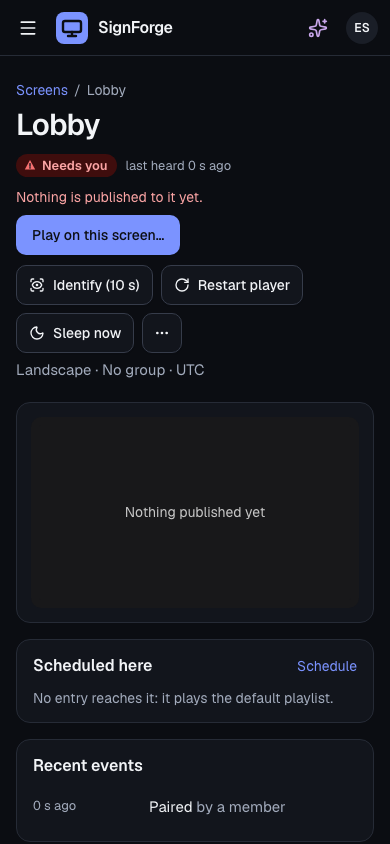 SignForge
ES
Screens / Lobby
Lobby
Needs you
last heard 0 s ago
Nothing is published to it yet.
Play on this screen...
Identify (10 s)
Restart player
Sleep now
...
Landscape · No group · UTC
Nothing published yet
Scheduled here
Schedule
No entry reaches it: it plays the default playlist.
Recent events
0 s ago
Paired by a member